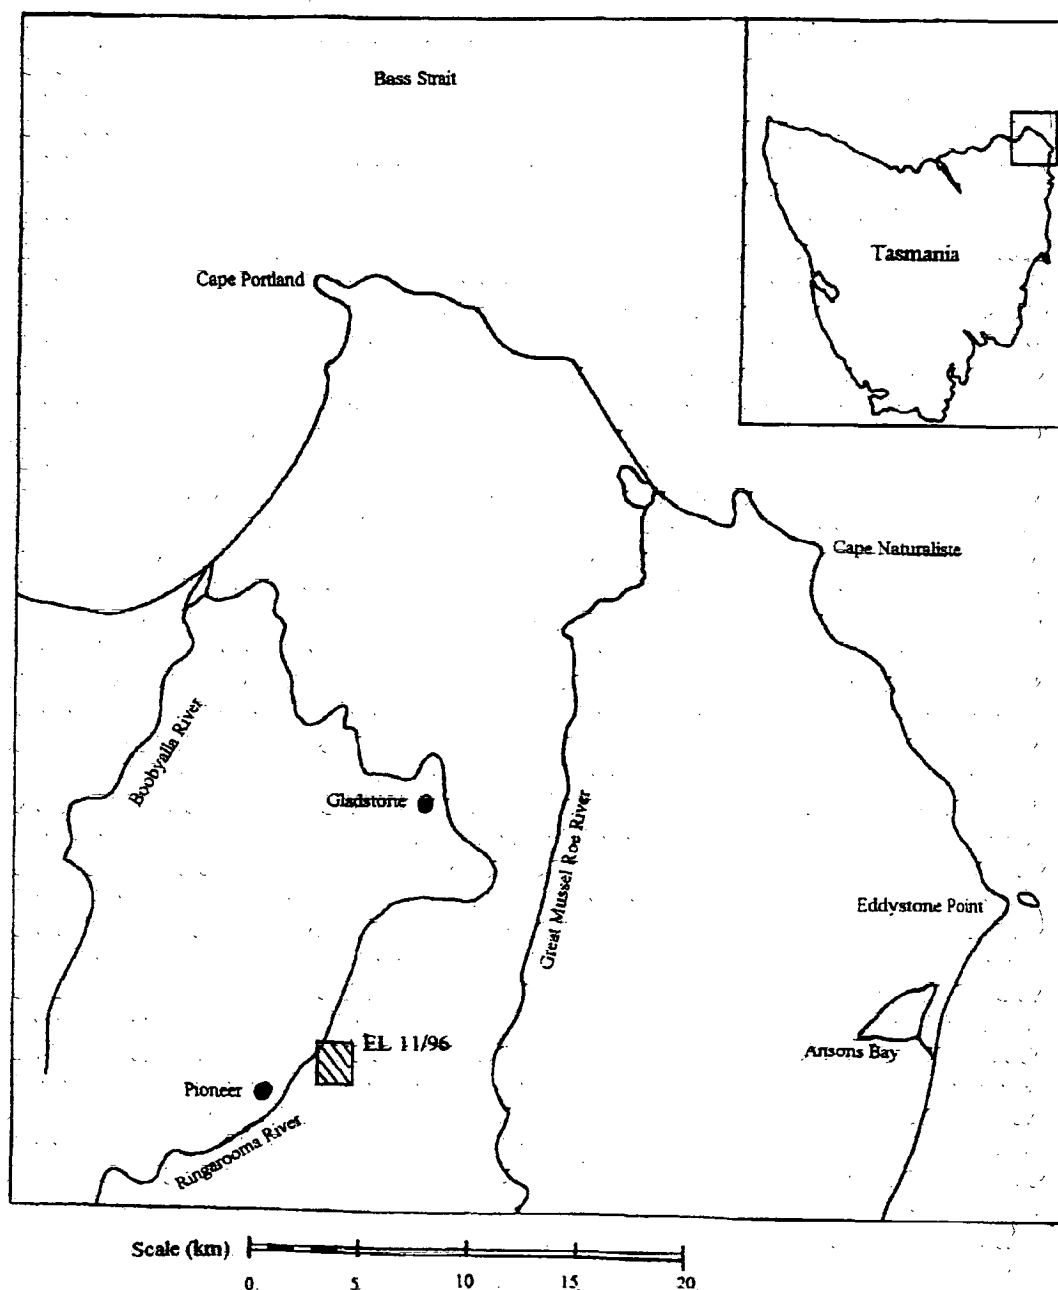 Bass Strait
Tasmania
Cape Portland
Cape Naturaliste
Boobyalla River
Gladstone
Great Mussel Roe River
Eddystone Point
EL 11/96
Ansons Bay
Pioneer
Ringarooma River
Scale (km)
0 5 10 15 20